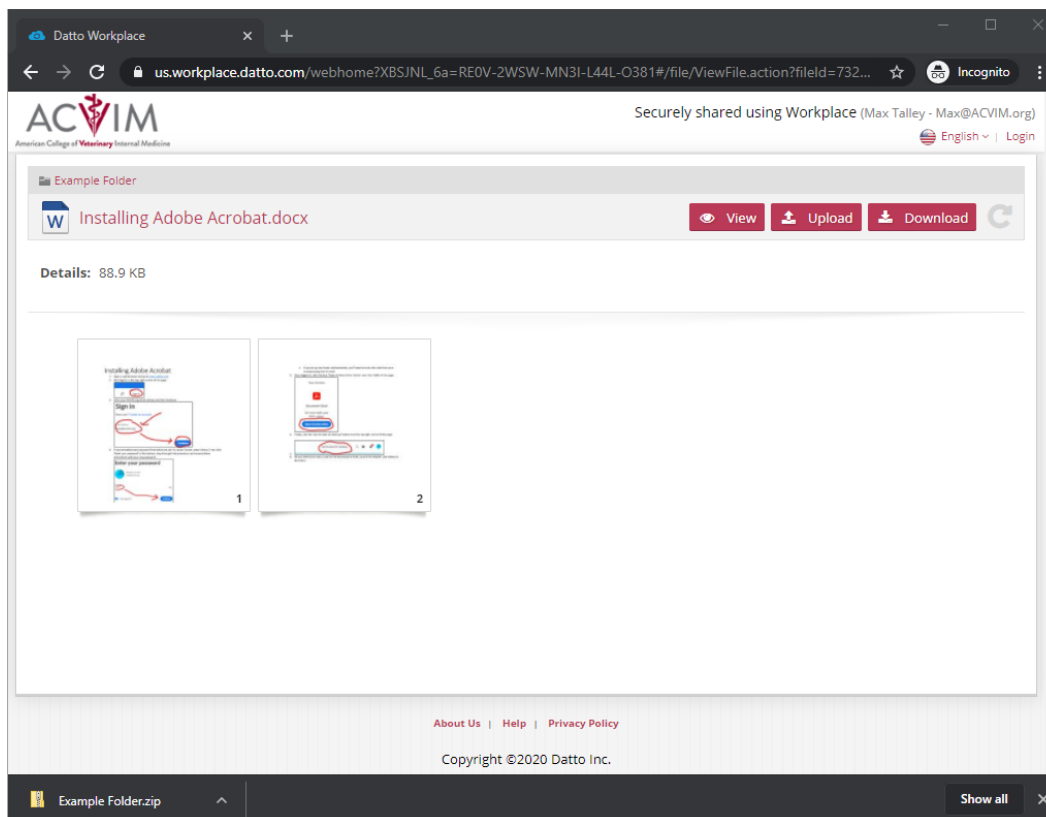 Datto Workplace
us.workplace.datto.com/webhome?XBSJNL_6a=RE0V-2WSW-MN3I-L44L-O381#/file/ViewFile.action?fileId=732...
Incognito
ACVIM
American College of Veterinary Internal Medicine
Securely shared using Workplace (Max Talley - Max@ACVIM.org)
English | Login
Example Folder
W Installing Adobe Acrobat.docx
View
Upload
Download
Details: 88.9 KB
Installing Adobe Acrobat
Sign in
Enter your password
1
2
About Us | Help | Privacy Policy
Copyright ©2020 Datto Inc.
Example Folder.zip
Show all